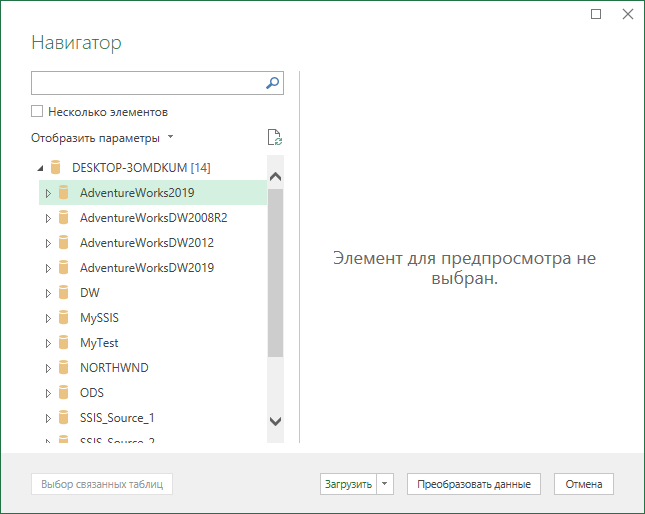 Навигатор
Несколько элементов
Отобразить параметры
DESKTOP-3OMDKUM [14]
AdventureWorks2019
AdventureWorksDW2008R2
AdventureWorksDW2012
AdventureWorksDW2019
DW
MySSIS
MyTest
NORTHWND
ODS
SSIS_Source_1
SSIS_Source_2
Элемент для предпросмотра не
выбран.
Выбор связанных таблиц
Загрузить
Преобразовать данные
Отмена